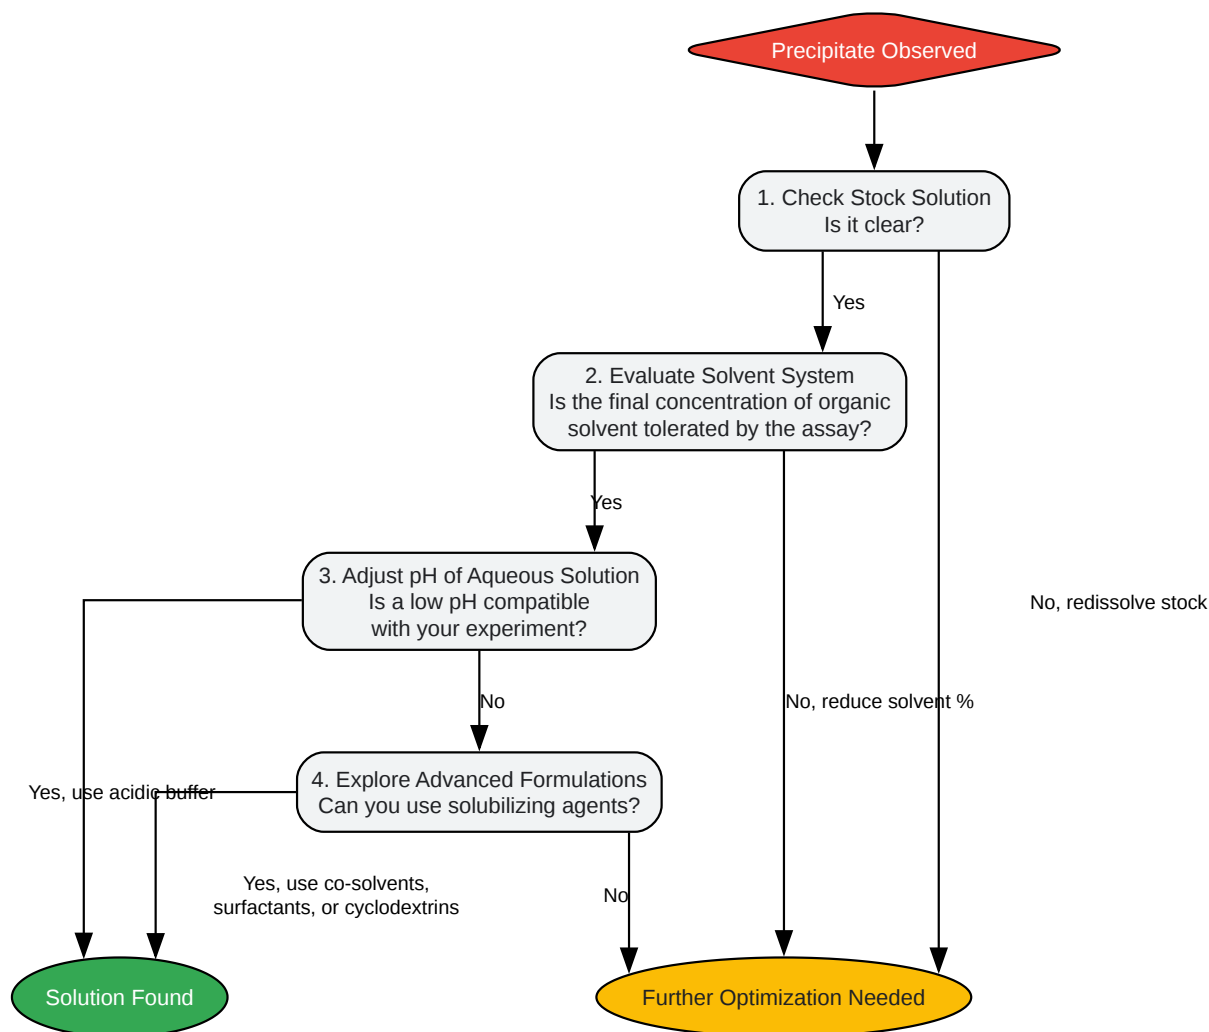 Precipitate Observed
1. Check Stock Solution
Is it clear?
Yes
2. Evaluate Solvent System
Is the final concentration of organic
solvent tolerated by the assay?
Yes
3. Adjust pH of Aqueous Solution
Is a low pH compatible
with your experiment?
No, redissolve stock
No
No, reduce solvent %
4. Explore Advanced Formulations
Can you use solubilizing agents?
Yes, use acidic buffer
Yes, use co-solvents,
surfactants, or cyclodextrins
No
Solution Found
Further Optimization Needed